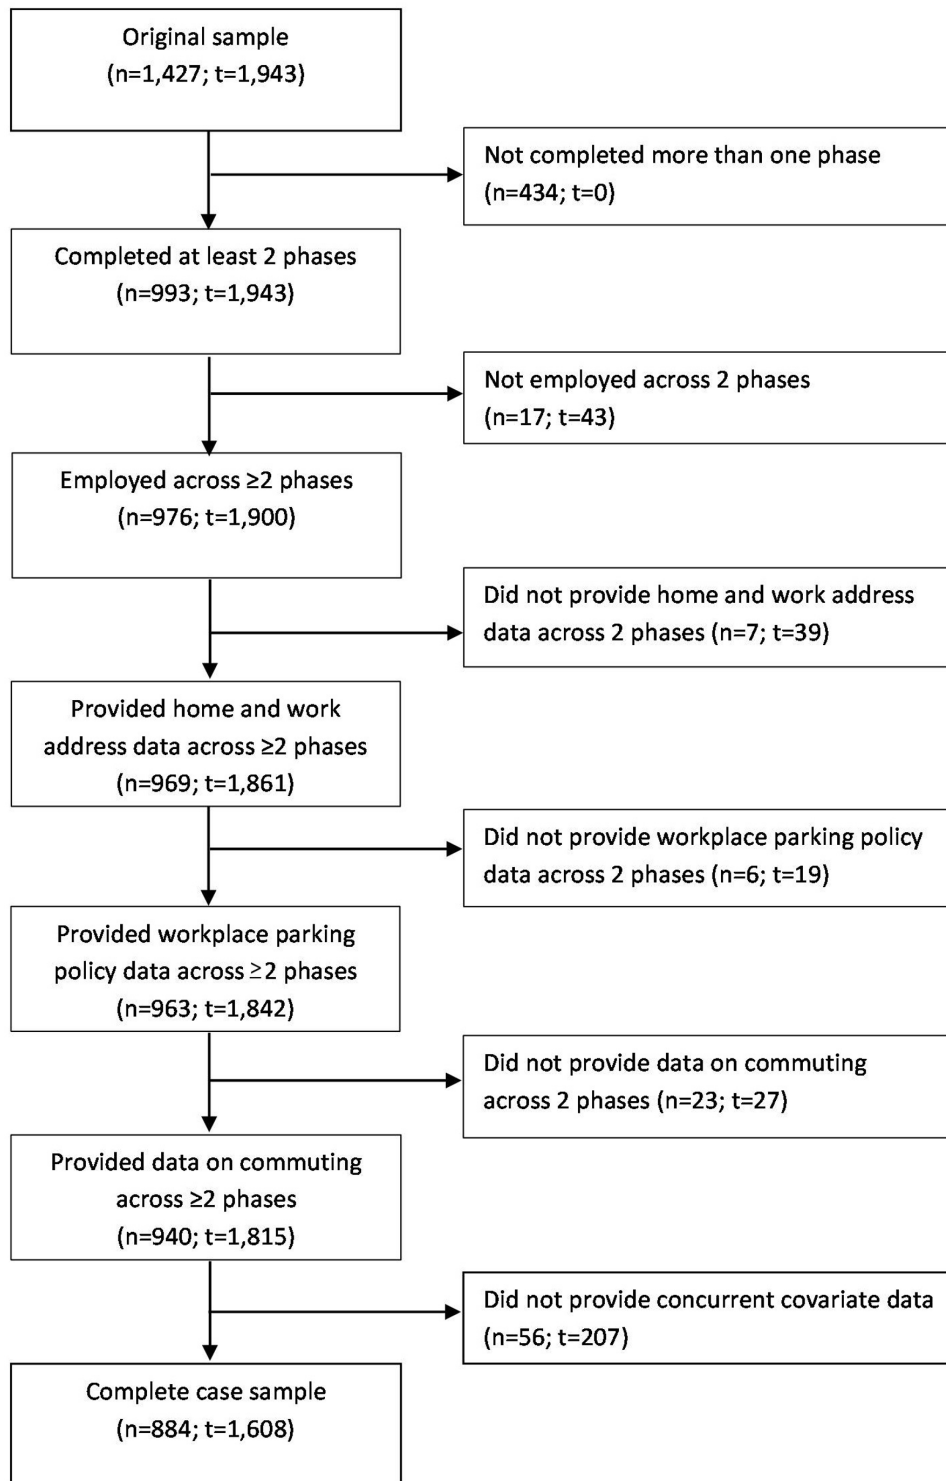 Original sample
(n=1,427; t=1,943)
Not completed more than one phase
(n=434; t=0)
Completed at least 2 phases
(n=993; t=1,943)
Not employed across 2 phases
(n=17; t=43)
Employed across ≥2 phases
(n=976; t=1,900)
Did not provide home and work address
data across 2 phases (n=7; t=39)
Provided home and work
address data across ≥2 phases
(n=969; t=1,861)
Did not provide workplace parking policy
data across 2 phases (n=6; t=19)
Provided workplace parking
policy data across ≥2 phases
(n=963; t=1,842)
Did not provide data on commuting
across 2 phases (n=23; t=27)
Provided data on commuting
across ≥2 phases
(n=940; t=1,815)
Did not provide concurrent covariate data
(n=56; t=207)
Complete case sample
(n=884; t=1,608)